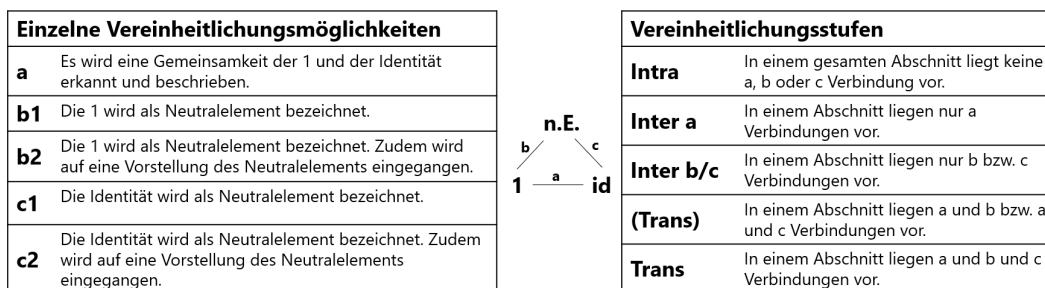 Einzelne Vereinheitlichungsmöglichkeiten
a Es wird eine Gemeinsamkeit der 1 und der Identität
erkannt und beschrieben.
b1 Die 1 wird als Neutralelement bezeichnet.
b2 Die 1 wird als Neutralelement bezeichnet. Zudem wird
auf eine Vorstellung des Neutralelements eingegangen.
c1 Die Identität wird als Neutralelement bezeichnet.
c2 Die Identität wird als Neutralelement bezeichnet. Zudem
wird auf eine Vorstellung des Neutralelements
eingegangen.
n.E.
b c
1 a id
Vereinheitlichungsstufen
Intra In einem gesamten Abschnitt liegt keine
a, b oder c Verbindung vor.
Inter a In einem Abschnitt liegen nur a
Verbindungen vor.
Inter b/c In einem Abschnitt liegen nur b bzw. c
Verbindungen vor.
(Trans) In einem Abschnitt liegen a und b bzw. a
und c Verbindungen vor.
Trans In einem Abschnitt liegen a und b und c
Verbindungen vor.